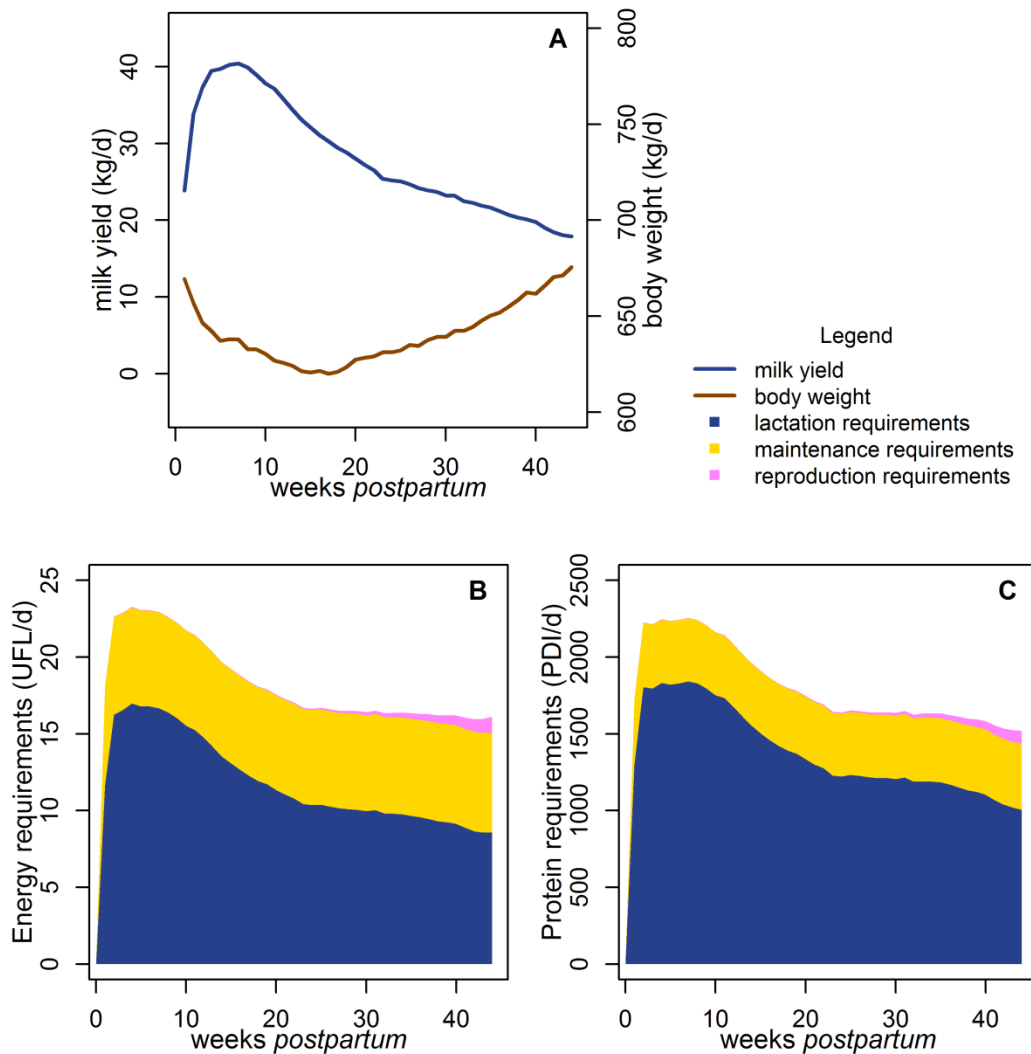 A
milk yield (kg/d)
0 10 20 30 40
body weight (kg/d)
600 650 700 750 800
0 10 20 30 40
weeks postpartum
Legend
milk yield
body weight
lactation requirements
maintenance requirements
reproduction requirements
B
Energy requirements (UFL/d)
0 5 10 15 20 25
0 10 20 30 40
weeks postpartum
C
Protein requirements (PDI/d)
0 500 1000 1500 2000 2500
0 10 20 30 40
weeks postpartum